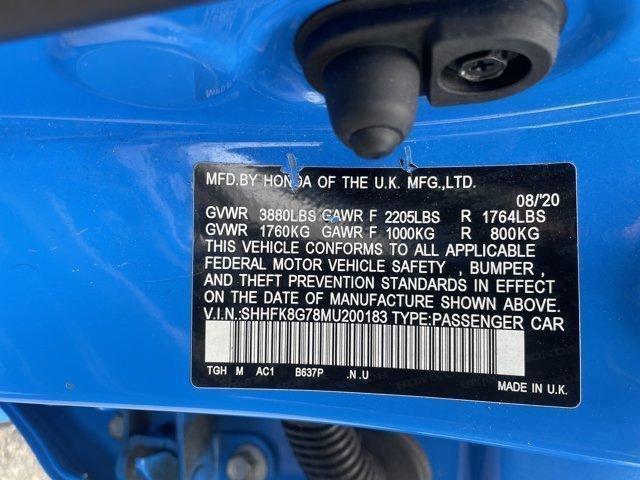 MFD.BY HONDA OF THE U.K. MFG.,LTD.
08/'20
GVWR 3880LBS GAWR F 2205LBS R 1764LBS
GVWR 1760KG GAWR F 1000KG R 800KG
THIS VEHICLE CONFORMS TO ALL APPLICABLE
FEDERAL MOTOR VEHICLE SAFETY , BUMPER ,
AND THEFT PREVENTION STANDARDS IN EFFECT
ON THE DATE OF MANUFACTURE SHOWN ABOVE.
V.I.N.:SHHFK8G78MU200183 TYPE:PASSENGER CAR
TGH M AC1 B637P .N.U
MADE IN U.K.